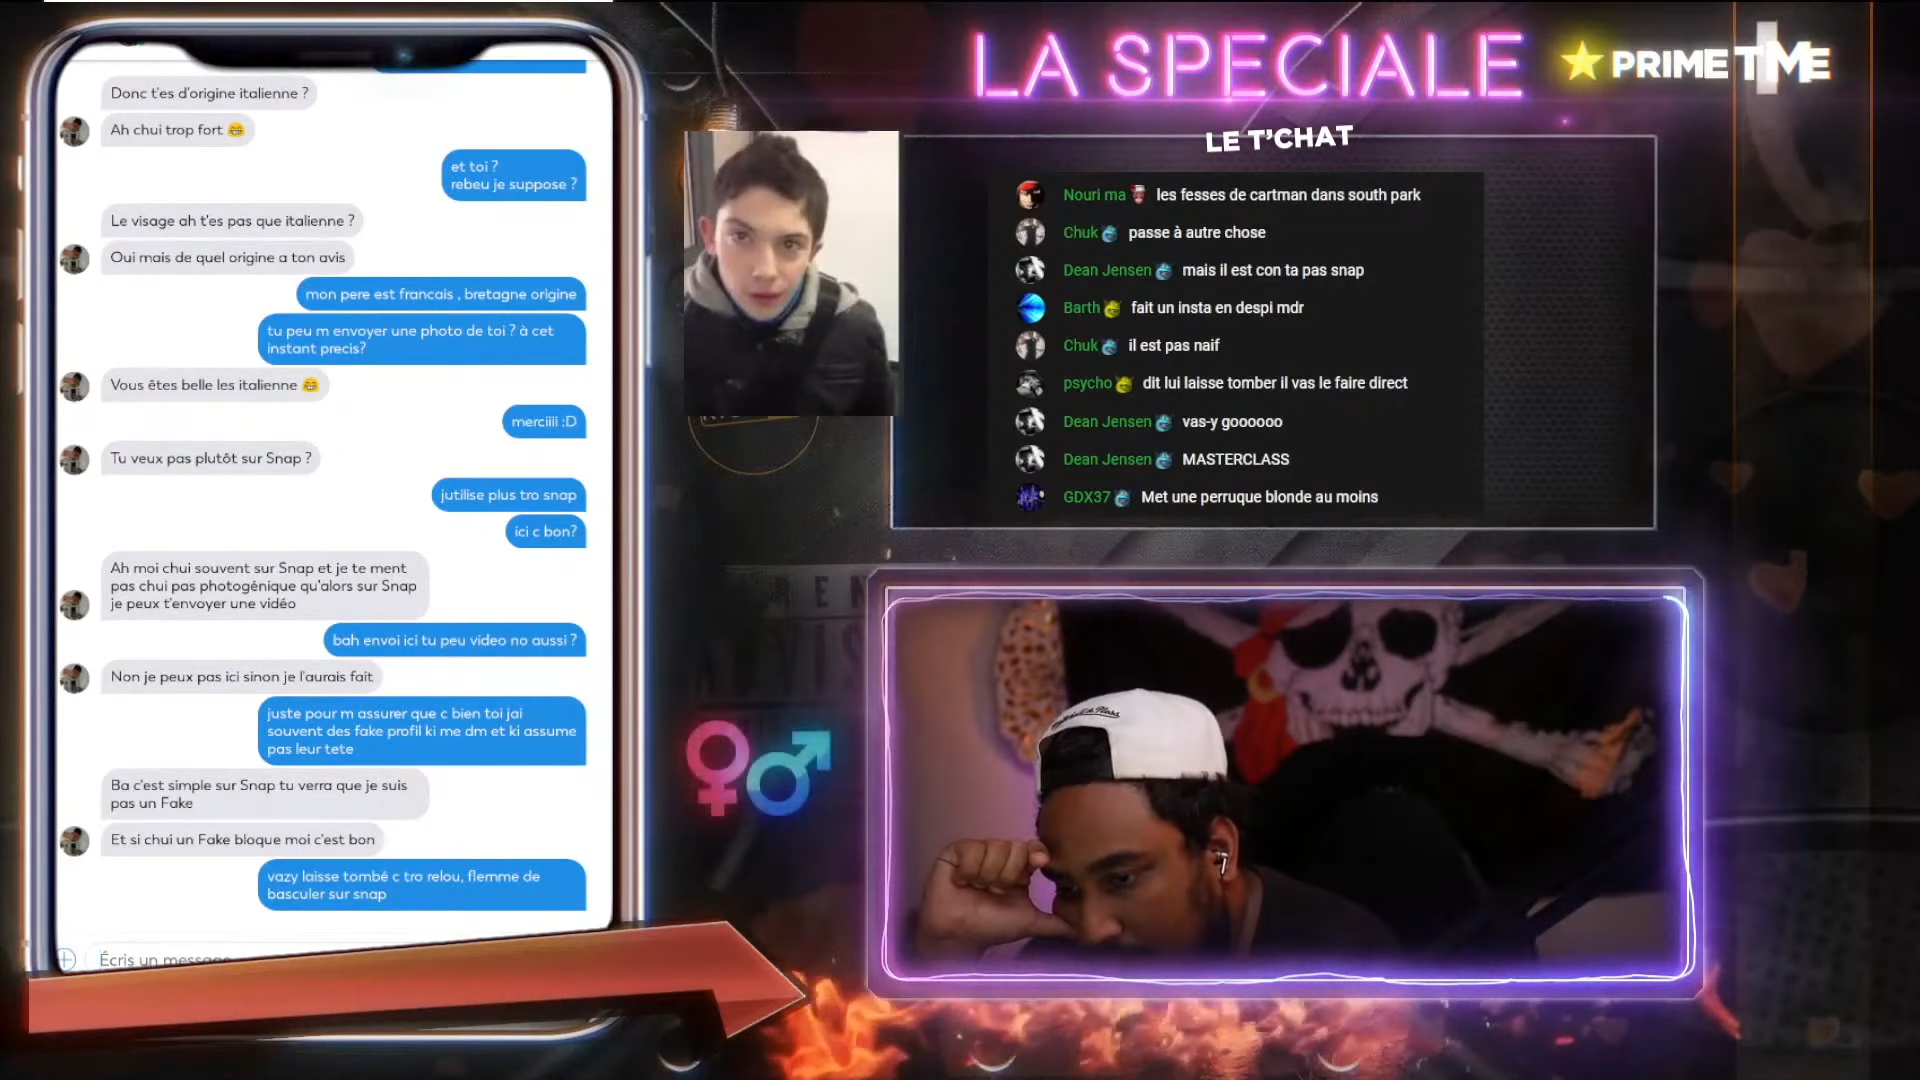 Donc t'es d'origine italienne ?
Ah chui trop fort 😁
et toi ?
rebeu je suppose ?
Le visage ah t'es pas que italienne ?
Oui mais de quel origine a ton avis
mon pere est francais , bretagne origine
tu peu m envoyer une photo de toi ? à cet
instant precis?
Vous êtes belle les italienne 😁
merciiii :D
Tu veux pas plutôt sur Snap ?
jutilise plus tro snap
ici c bon?
Ah moi chui souvent sur Snap et je te ment
pas chui pas photogénique qu'alors sur Snap
je peux t'envoyer une vidéo
bah envoi ici tu peu video no aussi ?
Non je peux pas ici sinon je l'aurais fait
juste pour m assurer que c bien toi jai
souvent des fake profil ki me dm et ki assume
pas leur tete
Ba c'est simple sur Snap tu verra que je suis
pas un Fake
Et si chui un Fake bloque moi c'est bon
vazy laisse tombé c tro relou, flemme de
basculer sur snap
Écris un message
LA SPECIALE
PRIME TIME
LE T'CHAT
Nouri ma les fesses de cartman dans south park
Chuk passe à autre chose
Dean Jensen mais il est con ta pas snap
Barth fait un insta en despi mdr
Chuk il est pas naif
psycho dit lui laisse tomber il vas le faire direct
Dean Jensen vas-y goooooo
Dean Jensen MASTERCLASS
GDX37 Met une perruque blonde au moins